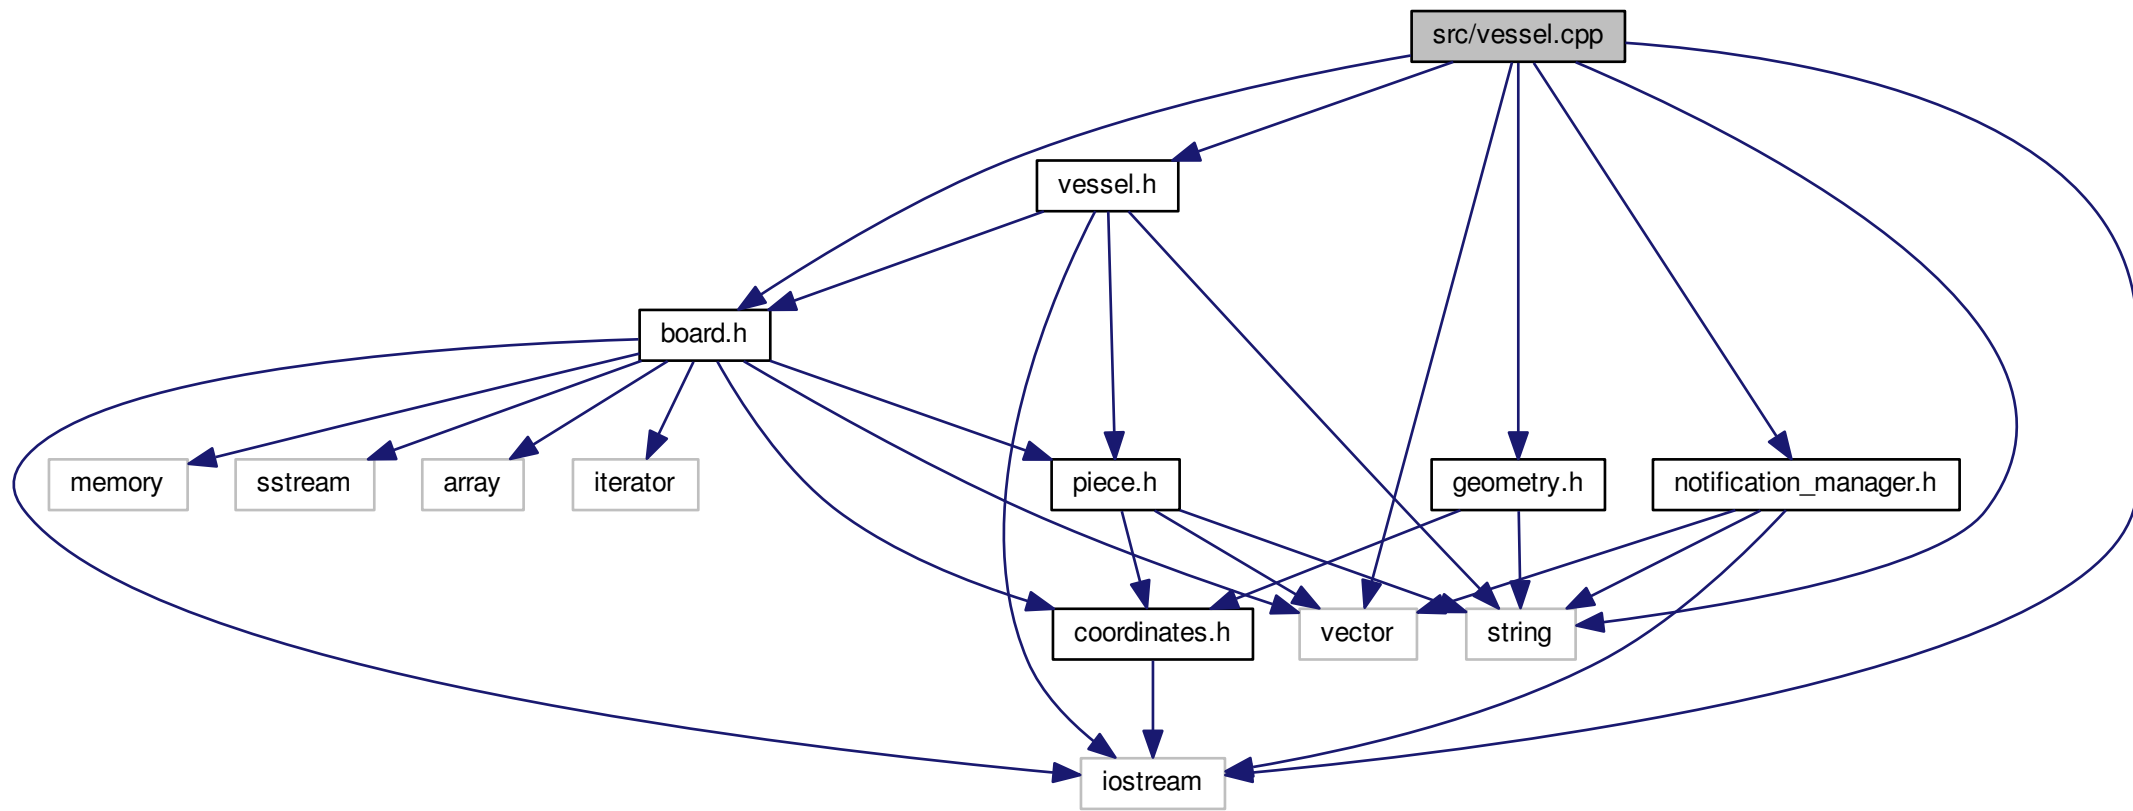 src/vessel.cpp
vessel.h
board.h
memory
sstream
array
iterator
piece.h
geometry.h
notification_manager.h
coordinates.h
vector
string
iostream